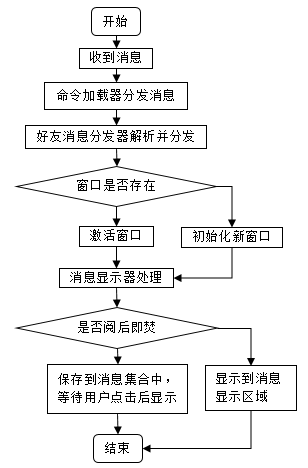 开始
收到消息
命令加载器分发消息
好友消息分发器解析并分发
窗口是否存在
激活窗口
初始化新窗口
消息显示器处理
是否阅后即焚
保存到消息集合中，
等待用户点击后显示
显示到消息
显示区域
结束